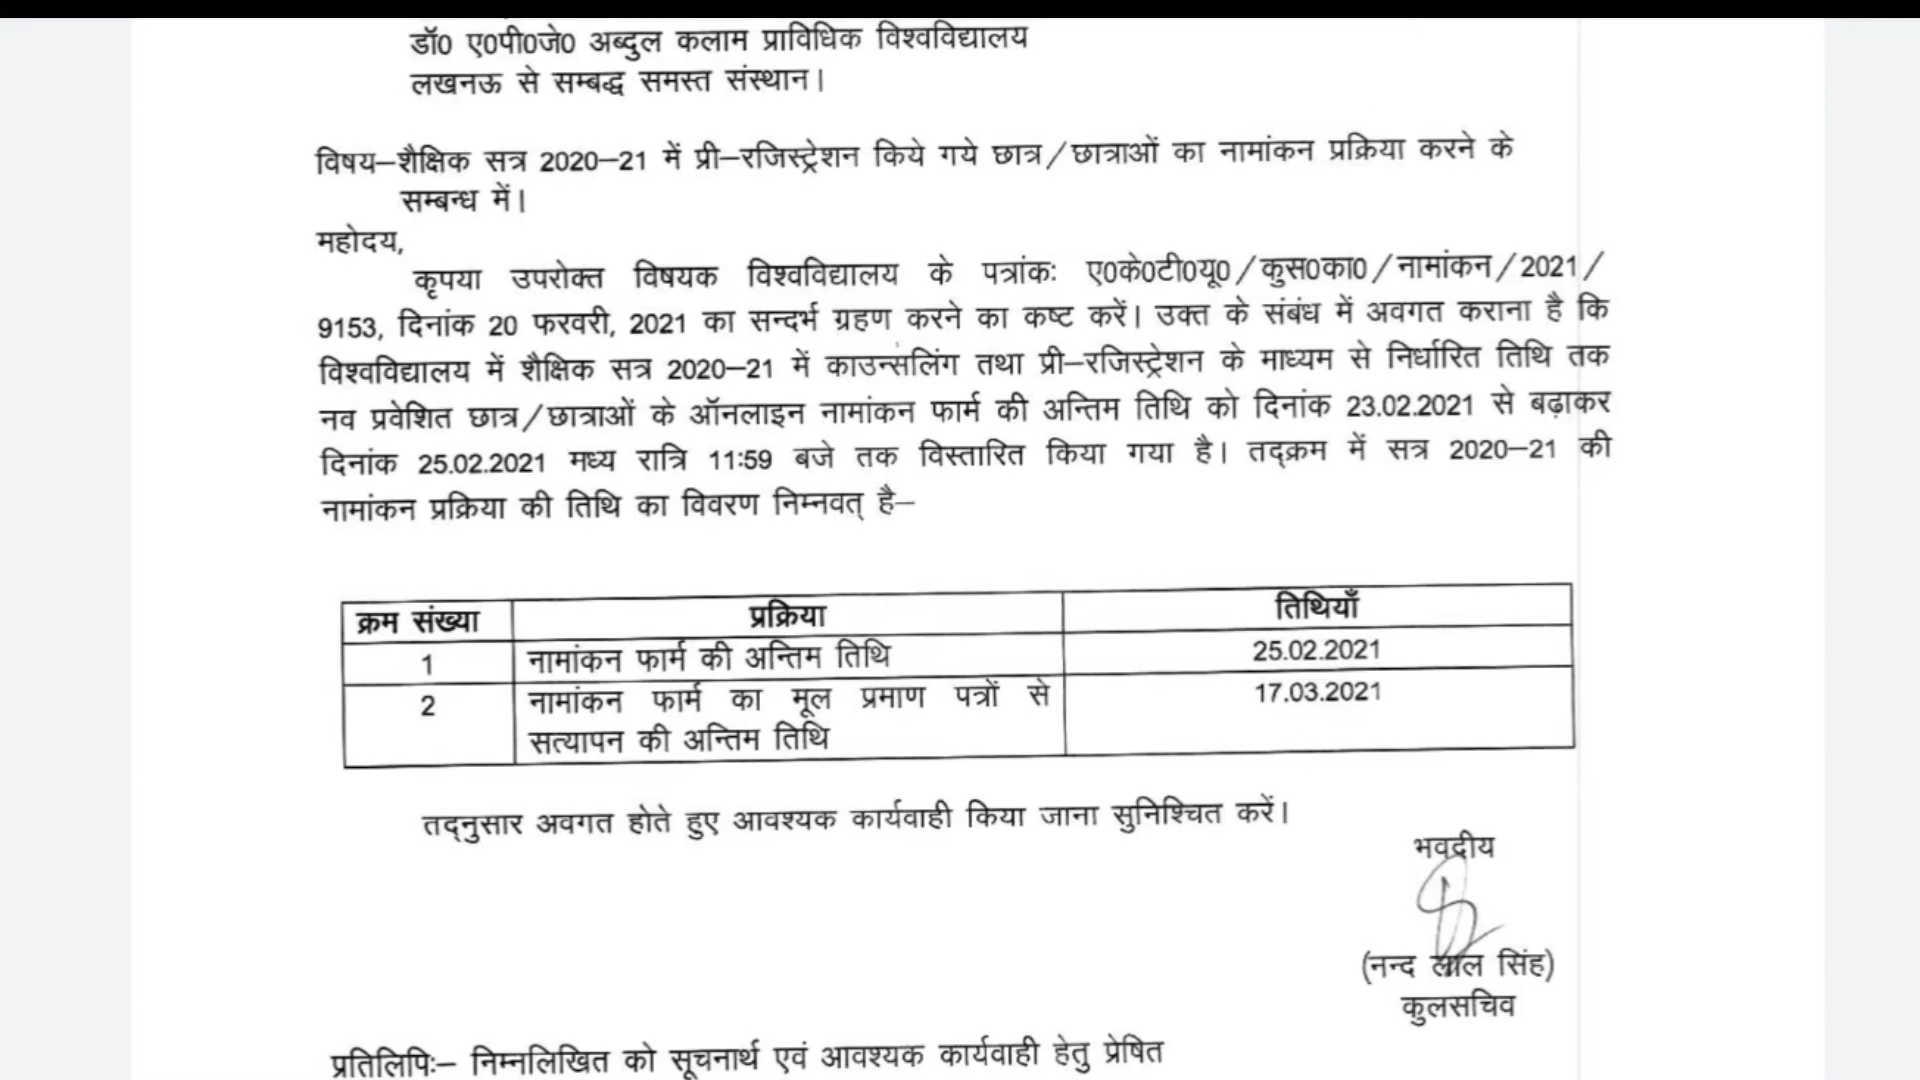 डॉ0 ए0पी0जे0 अब्दुल कलाम प्राविधिक विश्वविद्यालय
लखनऊ से सम्बद्ध समस्त संस्थान।
विषय–शैक्षिक सत्र 2020–21 में प्री–रजिस्ट्रेशन किये गये छात्र/छात्राओं का नामांकन प्रक्रिया करने के
सम्बन्ध में।
महोदय,
कृपया उपरोक्त विषयक विश्वविद्यालय के पत्रांकः ए0के0टी0यू0/कुस0का0/नामांकन/2021/
9153, दिनांक 20 फरवरी, 2021 का सन्दर्भ ग्रहण करने का कष्ट करें। उक्त के संबंध में अवगत कराना है कि
विश्वविद्यालय में शैक्षिक सत्र 2020–21 में काउन्सलिंग तथा प्री–रजिस्ट्रेशन के माध्यम से निर्धारित तिथि तक
नव प्रवेशित छात्र/छात्राओं के ऑनलाइन नामांकन फार्म की अन्तिम तिथि को दिनांक 23.02.2021 से बढ़ाकर
दिनांक 25.02.2021 मध्य रात्रि 11:59 बजे तक विस्तारित किया गया है। तद्क्रम में सत्र 2020–21 की
नामांकन प्रक्रिया की तिथि का विवरण निम्नवत् है–
क्रम संख्या प्रक्रिया तिथियाँ
1 नामांकन फार्म की अन्तिम तिथि 25.02.2021
2 नामांकन फार्म का मूल प्रमाण पत्रों से 17.03.2021
सत्यापन की अन्तिम तिथि
तद्नुसार अवगत होते हुए आवश्यक कार्यवाही किया जाना सुनिश्चित करें।
भवदीय
(नन्द लाल सिंह)
कुलसचिव
प्रतिलिपिः– निम्नलिखित को सूचनार्थ एवं आवश्यक कार्यवाही हेतु प्रेषित